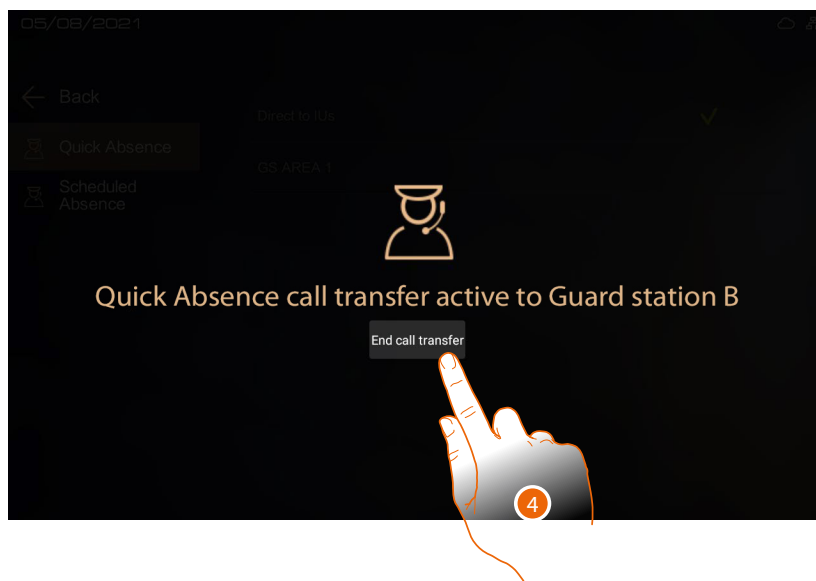 05/08/2021
Back
Direct to IUs
Quick Absence
GS AREA 1
Scheduled
Absence
Quick Absence call transfer active to Guard station B
End call transfer
4